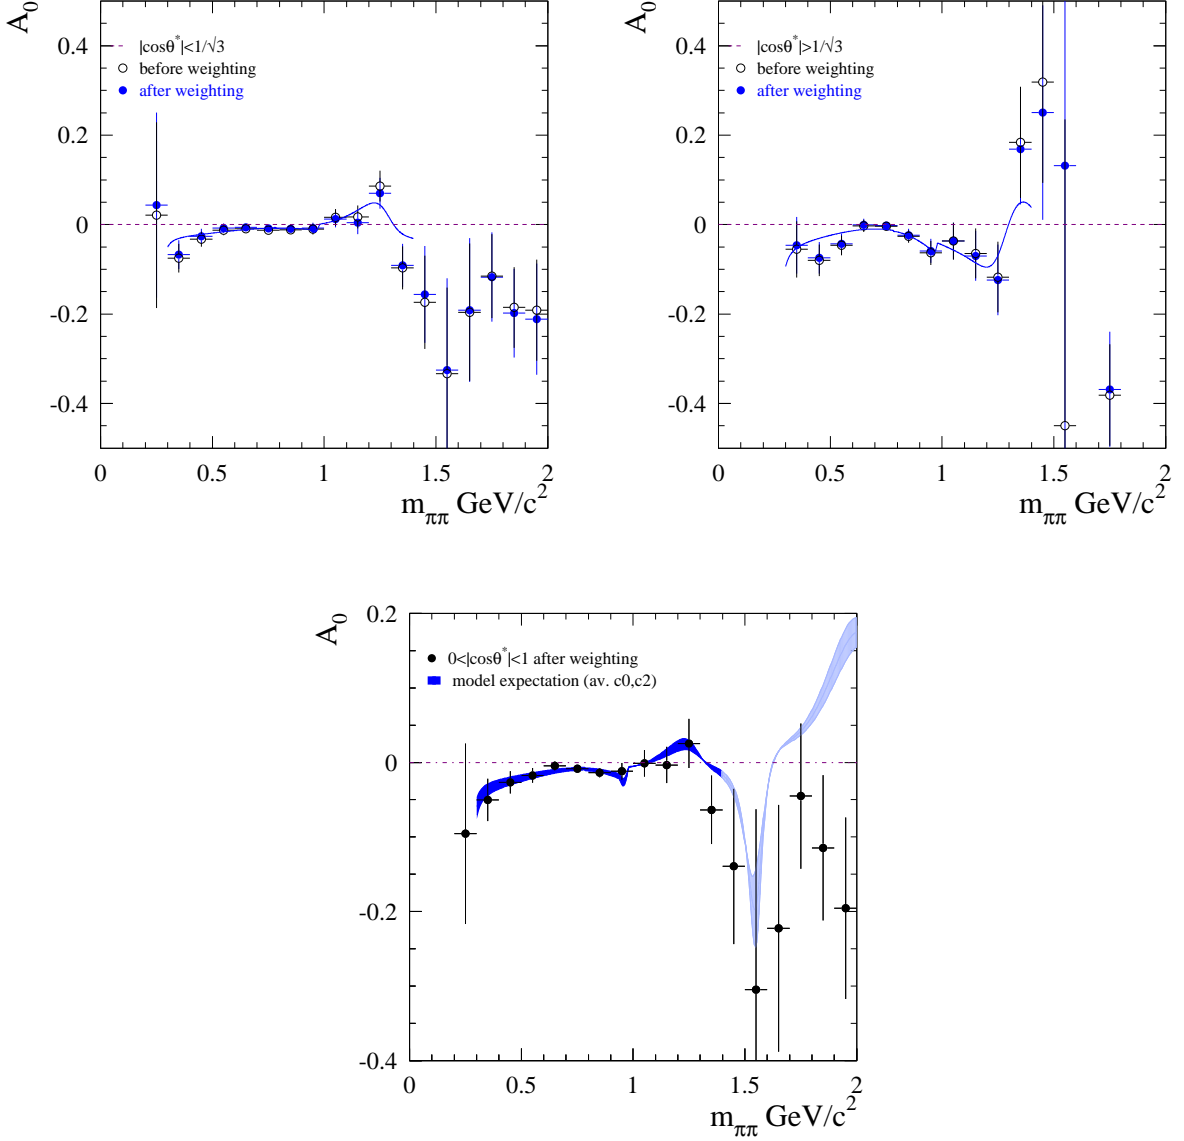 A₀
0.4
0.2
0
-0.2
-0.4
|cosθ*|<1/√3
before weighting
after weighting
0 0.5 1 1.5 2
m_ππ GeV/c²
A₀
0.4
0.2
0
-0.2
-0.4
|cosθ*|>1/√3
before weighting
after weighting
0 0.5 1 1.5 2
m_ππ GeV/c²
A₀
0.2
0
-0.2
-0.4
0<|cosθ*|<1 after weighting
model expectation (av. c0,c2)
0 0.5 1 1.5 2
m_ππ GeV/c²